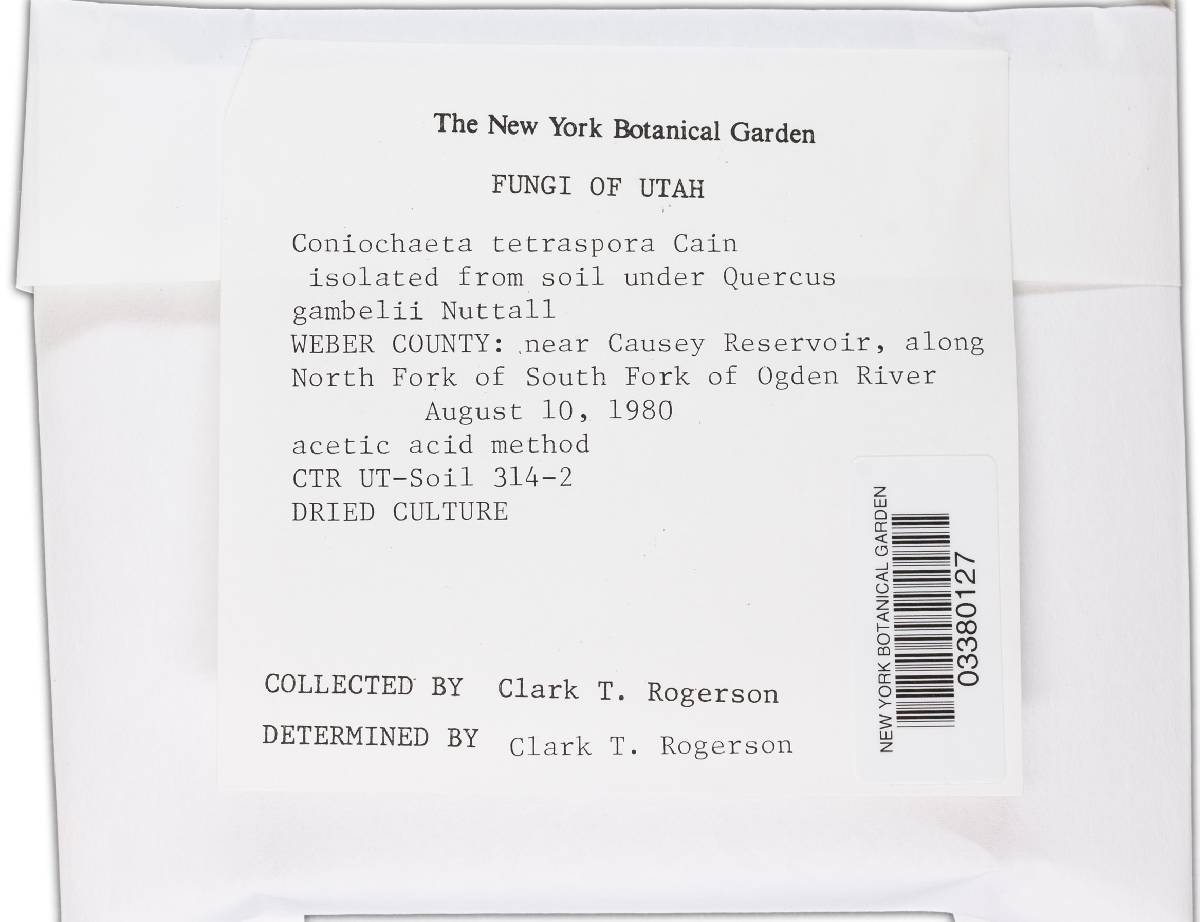 The New York Botanical Garden
FUNGI OF UTAH
Coniochaeta tetraspora Cain
isolated from soil under Quercus
gambelii Nuttall
WEBER COUNTY: near Causey Reservoir, along
North Fork of South Fork of Ogden River
August 10, 1980
acetic acid method
CTR UT-Soil 314-2
DRIED CULTURE
COLLECTED BY Clark T. Rogerson
DETERMINED BY Clark T. Rogerson
NEW YORK BOTANICAL GARDEN
03380127